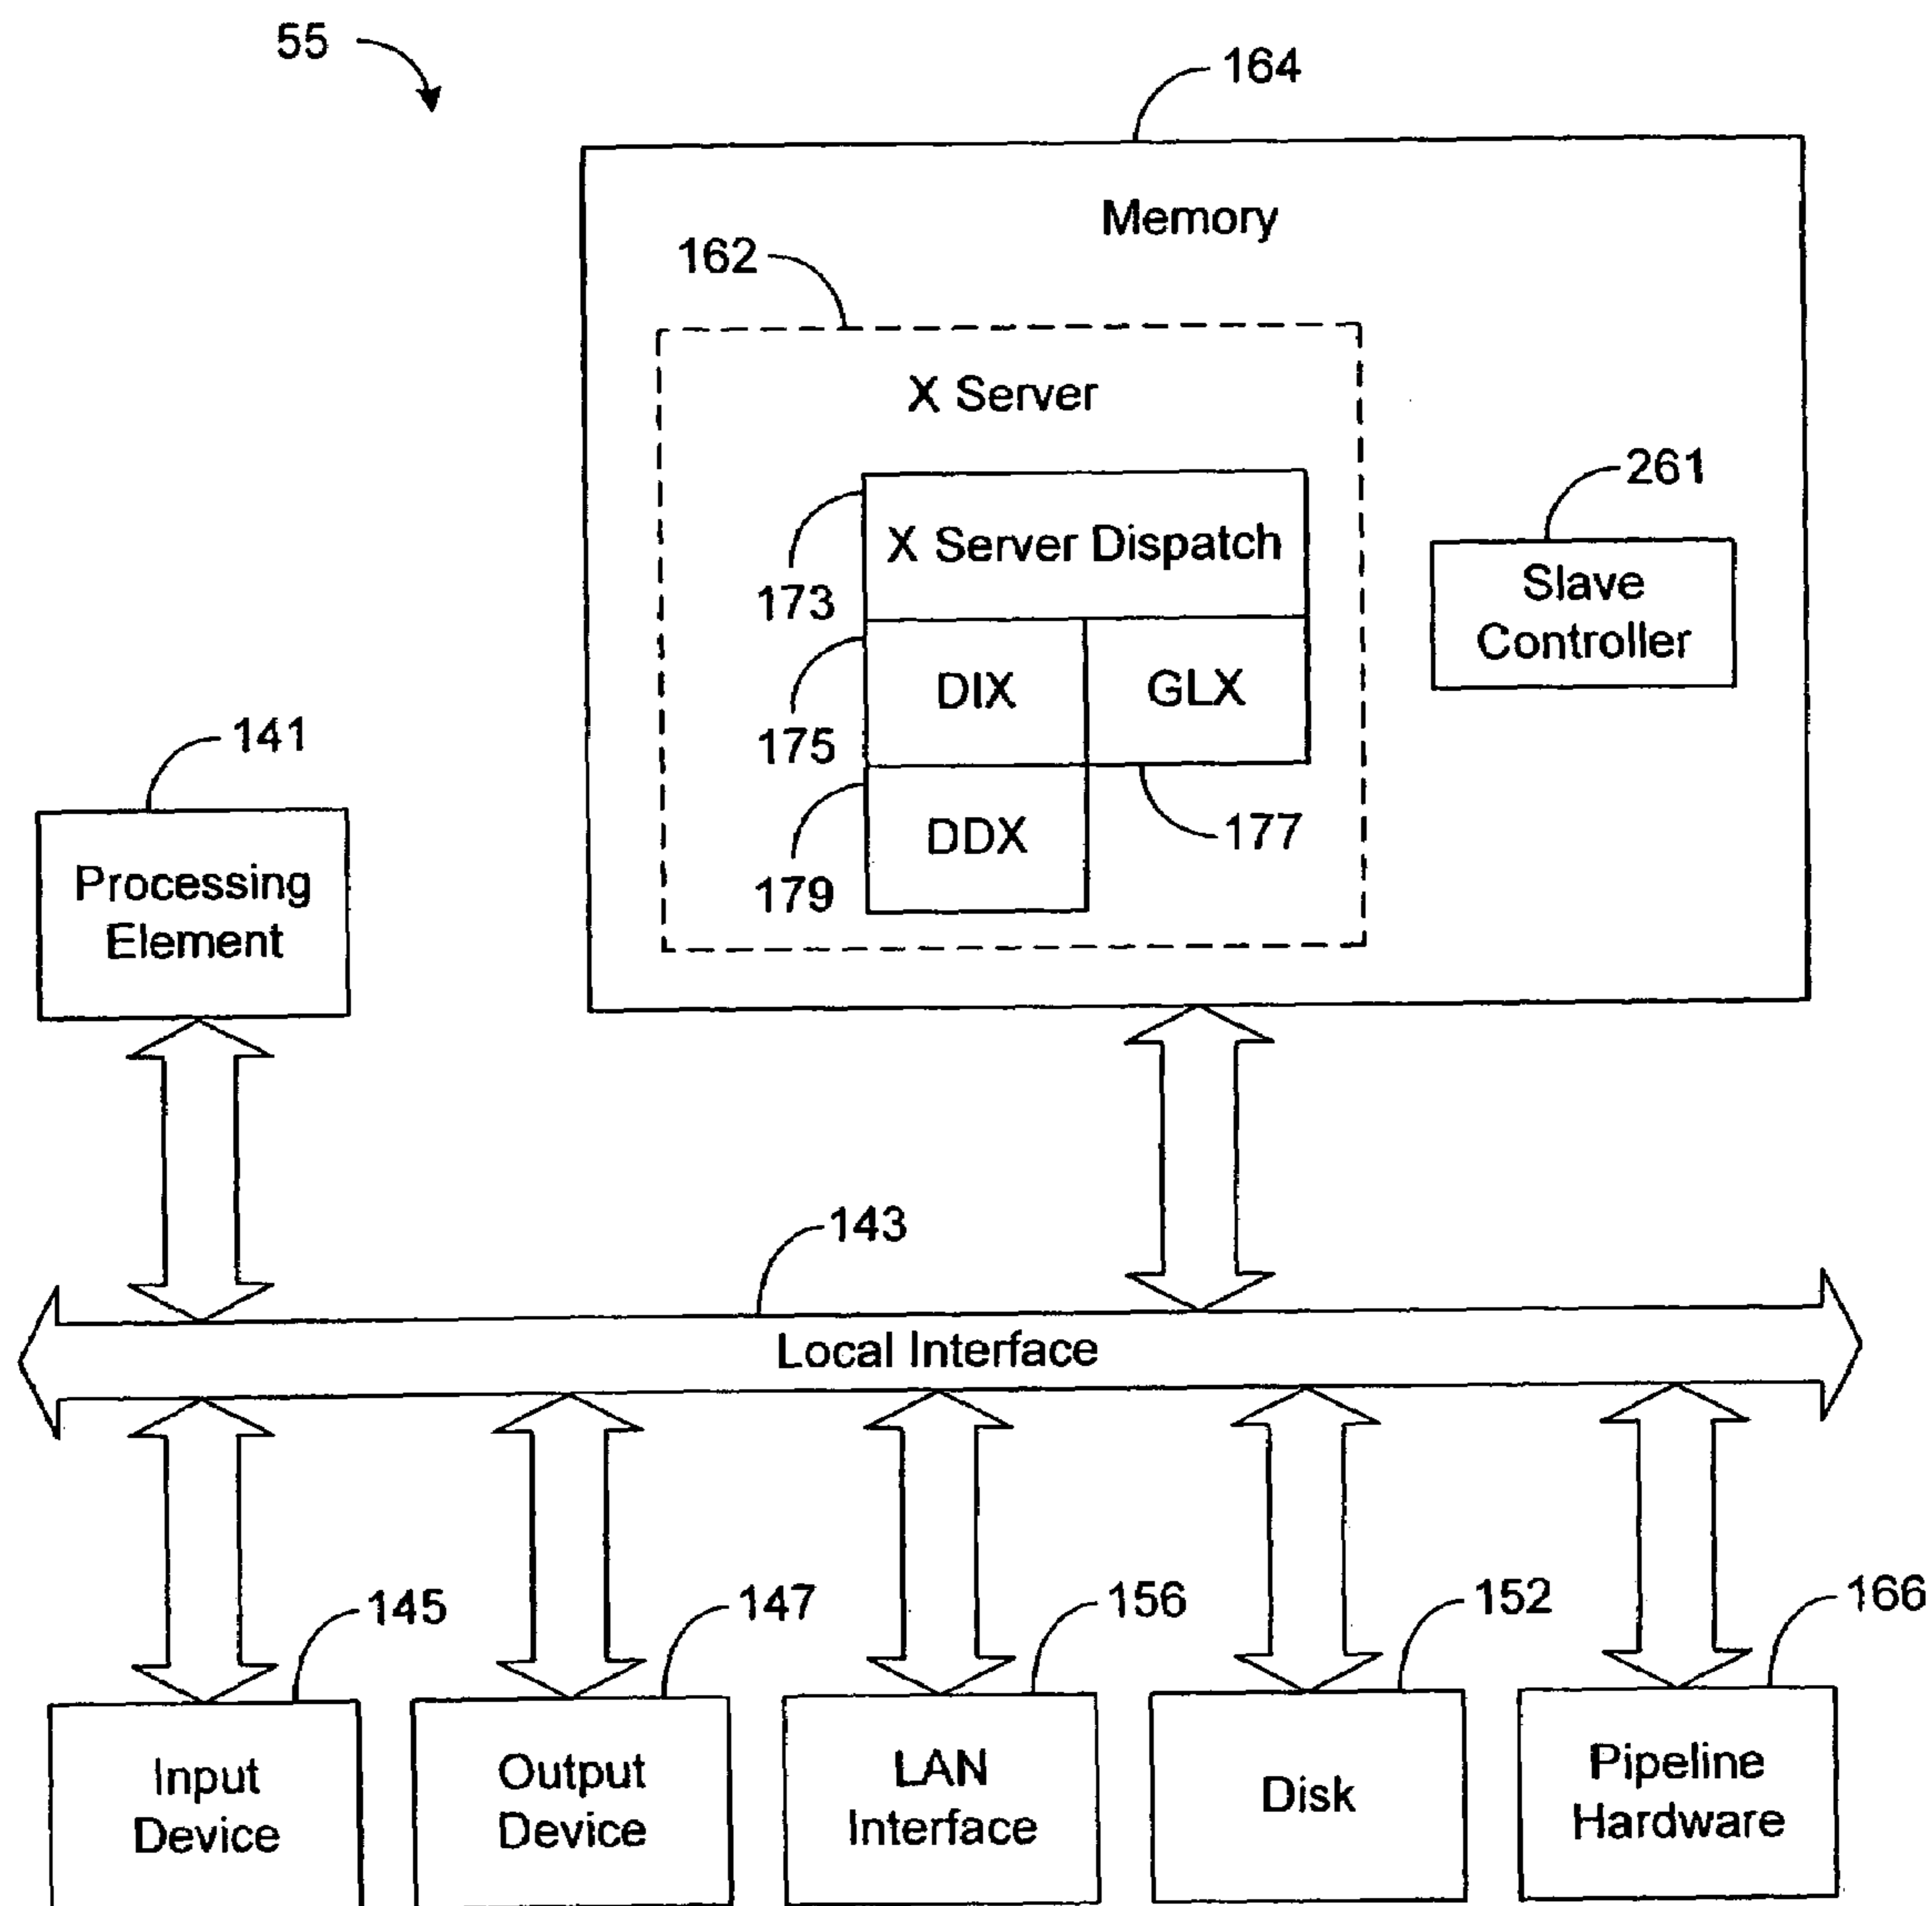 55
164
Memory
162
X Server
261
X Server Dispatch
173
Slave
Controller
DIX
GLX
175
141
DDX
177
179
Processing
Element
143
Local Interface
145
147
156
152
166
Input
Device
Output
Device
LAN
Interface
Disk
Pipeline
Hardware